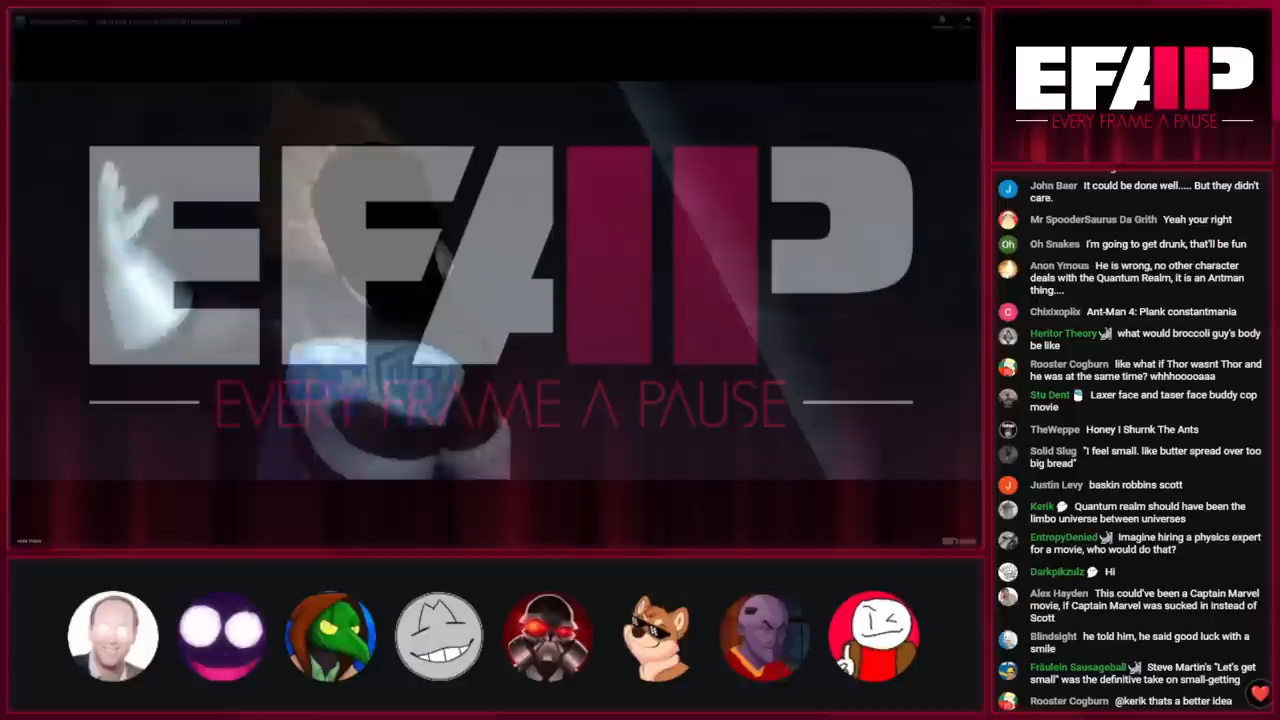 EFAP
EVERY FRAME A PAUSE
EFAP
EVERY FRAME A PAUSE
John Baer It could be done well..... But they didn't
care.
Mr SpooderSaurus Da Grith Yeah your right
Oh Snakes I'm going to get drunk, that'll be fun
Anon Ymous He is wrong, no other character
deals with the Quantum Realm, it is an Antman
thing....
Chixixoplix Ant-Man 4: Plank constantmania
Heritor Theory what would broccoli guy's body
be like
Rooster Cogburn like what if Thor wasnt Thor and
he was at the same time? whhhoooooaaa
Stu Dent Laxer face and taser face buddy cop
movie
TheWeppe Honey I Shurnk The Ants
Solid Slug "I feel small. like butter spread over too
big bread"
Justin Levy baskin robbins scott
Kerik Quantum realm should have been the
limbo universe between universes
EntropyDenied Imagine hiring a physics expert
for a movie, who would do that?
Darkpikzulz Hi
Alex Hayden This could've been a Captain Marvel
movie, if Captain Marvel was sucked in instead of
Scott
Blindsight he told him, he said good luck with a
smile
Fräulein Sausageball Steve Martin's "Let's get
small" was the definitive take on small-getting
Rooster Cogburn @kerik thats a better idea